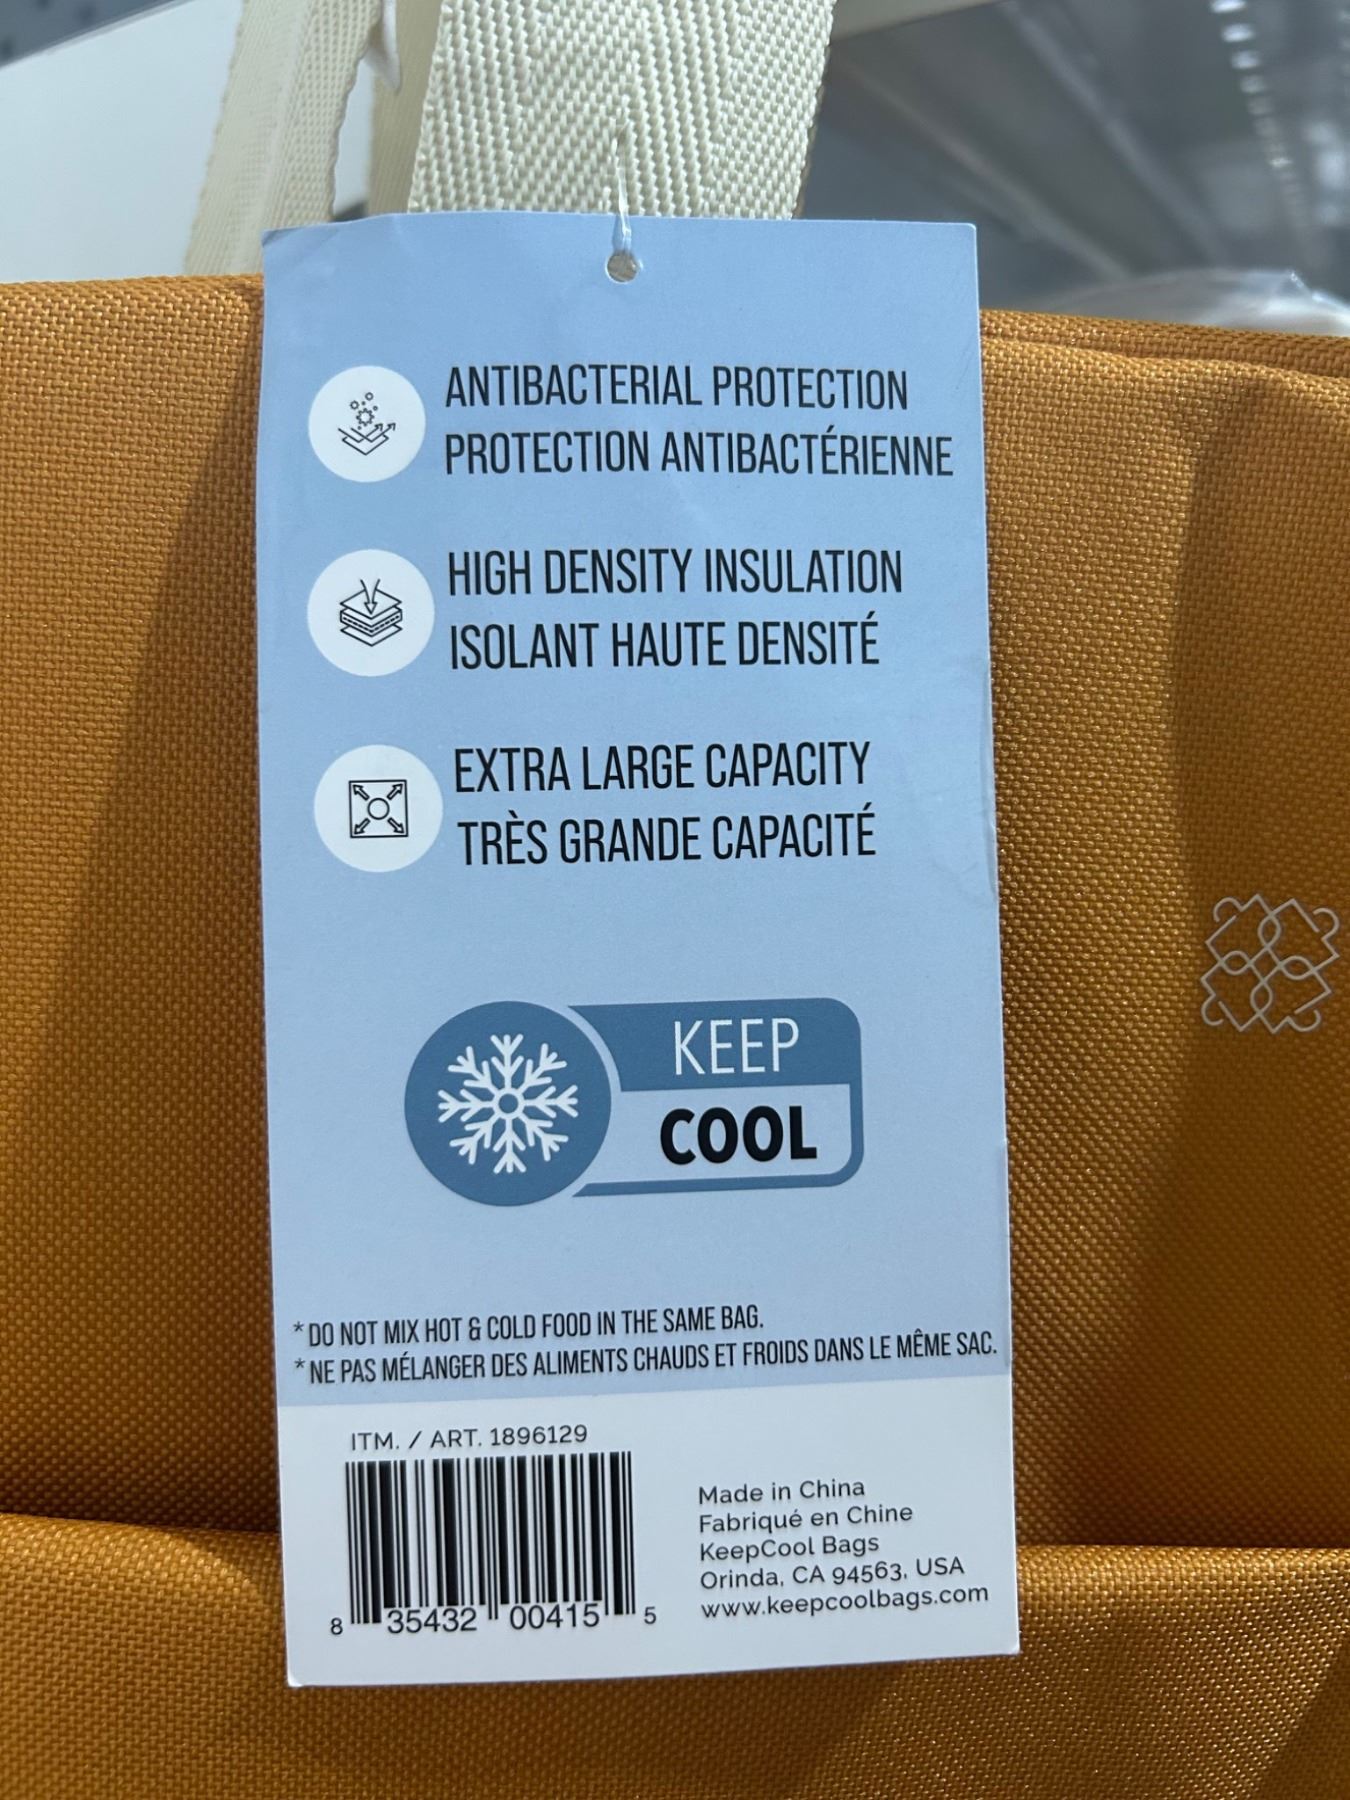 ANTIBACTERIAL PROTECTION
PROTECTION ANTIBACTÉRIENNE
HIGH DENSITY INSULATION
ISOLANT HAUTE DENSITÉ
EXTRA LARGE CAPACITY
TRÈS GRANDE CAPACITÉ
KEEP
COOL
* DO NOT MIX HOT & COLD FOOD IN THE SAME BAG.
* NE PAS MÉLANGER DES ALIMENTS CHAUDS ET FROIDS DANS LE MÊME SAC.
ITM. / ART. 1896129
8 35432 00415 5
Made in China
Fabriqué en Chine
KeepCool Bags
Orinda, CA 94563, USA
www.keepcoolbags.com